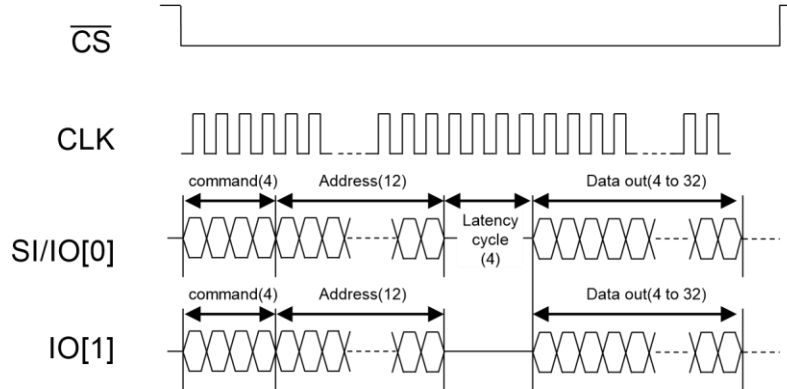 CS
CLK
command(4) Address(12) Data out(4 to 32)
SI/IO[0]
Latency
cycle
(4)
command(4) Address(12) Data out(4 to 32)
IO[1]